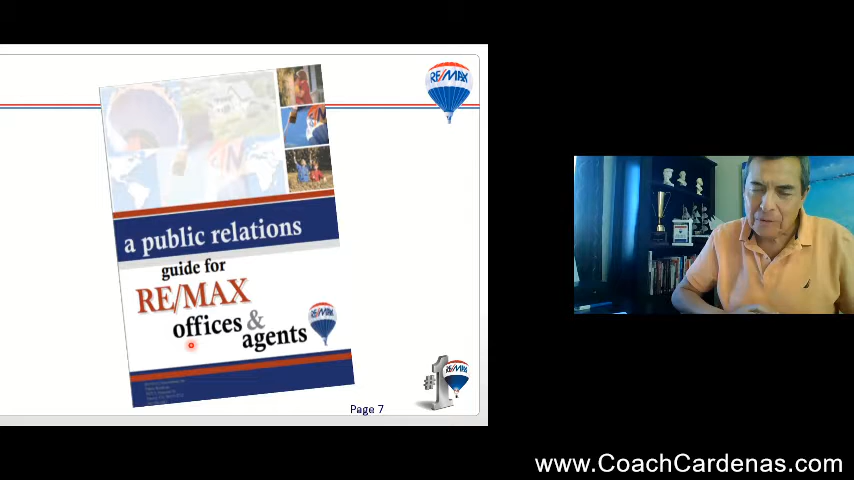 RE/MAX
a public relations
guide for
RE/MAX
offices &
agents
RE/MAX
#1
RE/MAX
Page 7
www.CoachCardenas.com